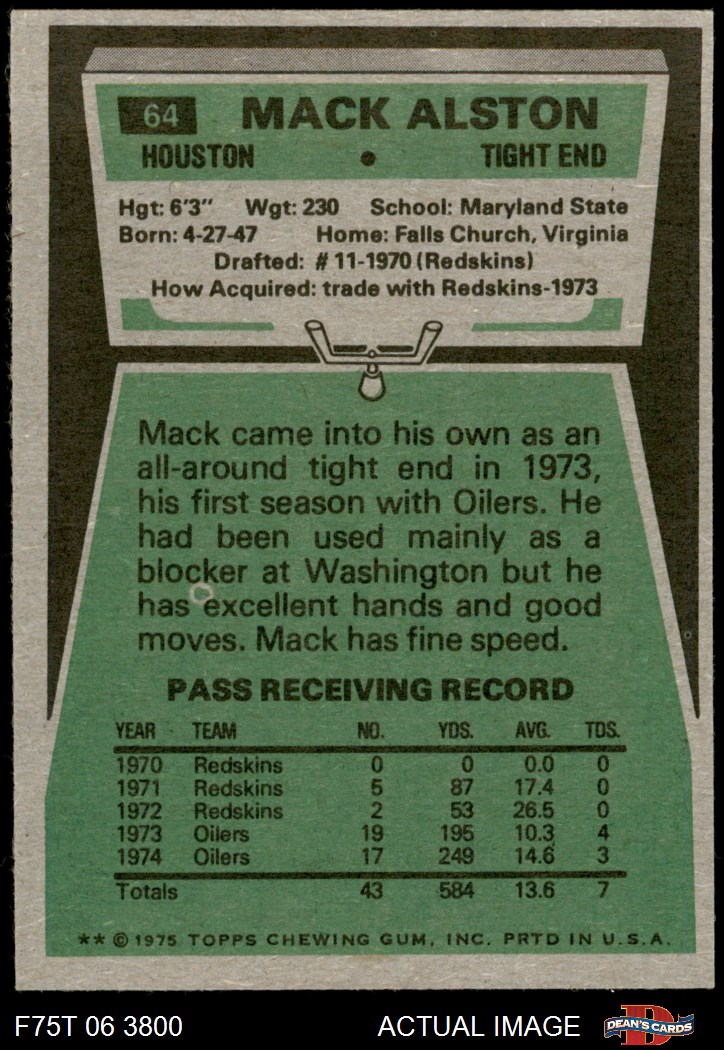 64 MACK ALSTON
HOUSTON • TIGHT END
Hgt: 6'3" Wgt: 230 School: Maryland State
Born: 4-27-47 Home: Falls Church, Virginia
Drafted: #11-1970 (Redskins)
How Acquired: trade with Redskins-1973
Mack came into his own as an
all-around tight end in 1973,
his first season with Oilers. He
had been used mainly as a
blocker at Washington but he
has excellent hands and good
moves. Mack has fine speed.
PASS RECEIVING RECORD
YEAR TEAM NO. YDS. AVG. TDS.
1970 Redskins 0 0 0.0 0
1971 Redskins 5 87 17.4 0
1972 Redskins 2 53 26.5 0
1973 Oilers 19 195 10.3 4
1974 Oilers 17 249 14.6 3
Totals 43 584 13.6 7
** © 1975 TOPPS CHEWING GUM, INC. PRTD IN U.S.A.
F75T 06 3800 ACTUAL IMAGE D DEAN'S CARDS